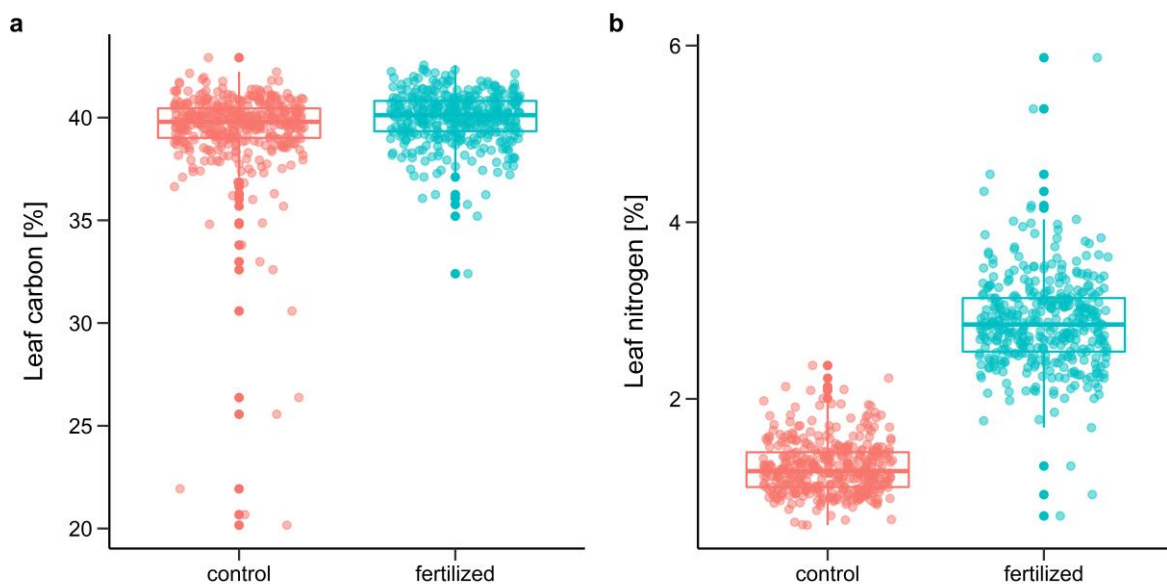 a
b
Leaf carbon [%]
40
35
30
25
20
control
fertilized
Leaf nitrogen [%]
6
4
2
control
fertilized